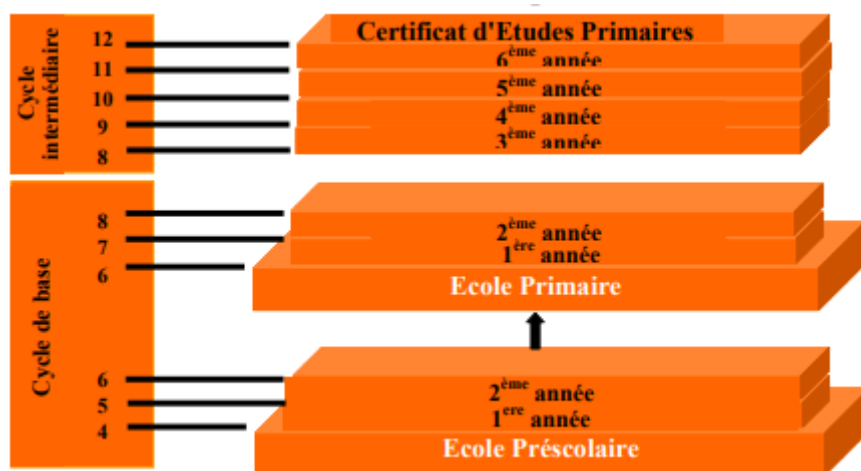 Certificat d'Etudes Primaires
12
6ème année
11
5ème année
10
4ème année
9
3ème année
8
Cycle
intermédiaire
8
2ème année
7
1ère année
6
Ecole Primaire
Cycle de base
6
2ème année
5
1ere année
4
Ecole Préscolaire